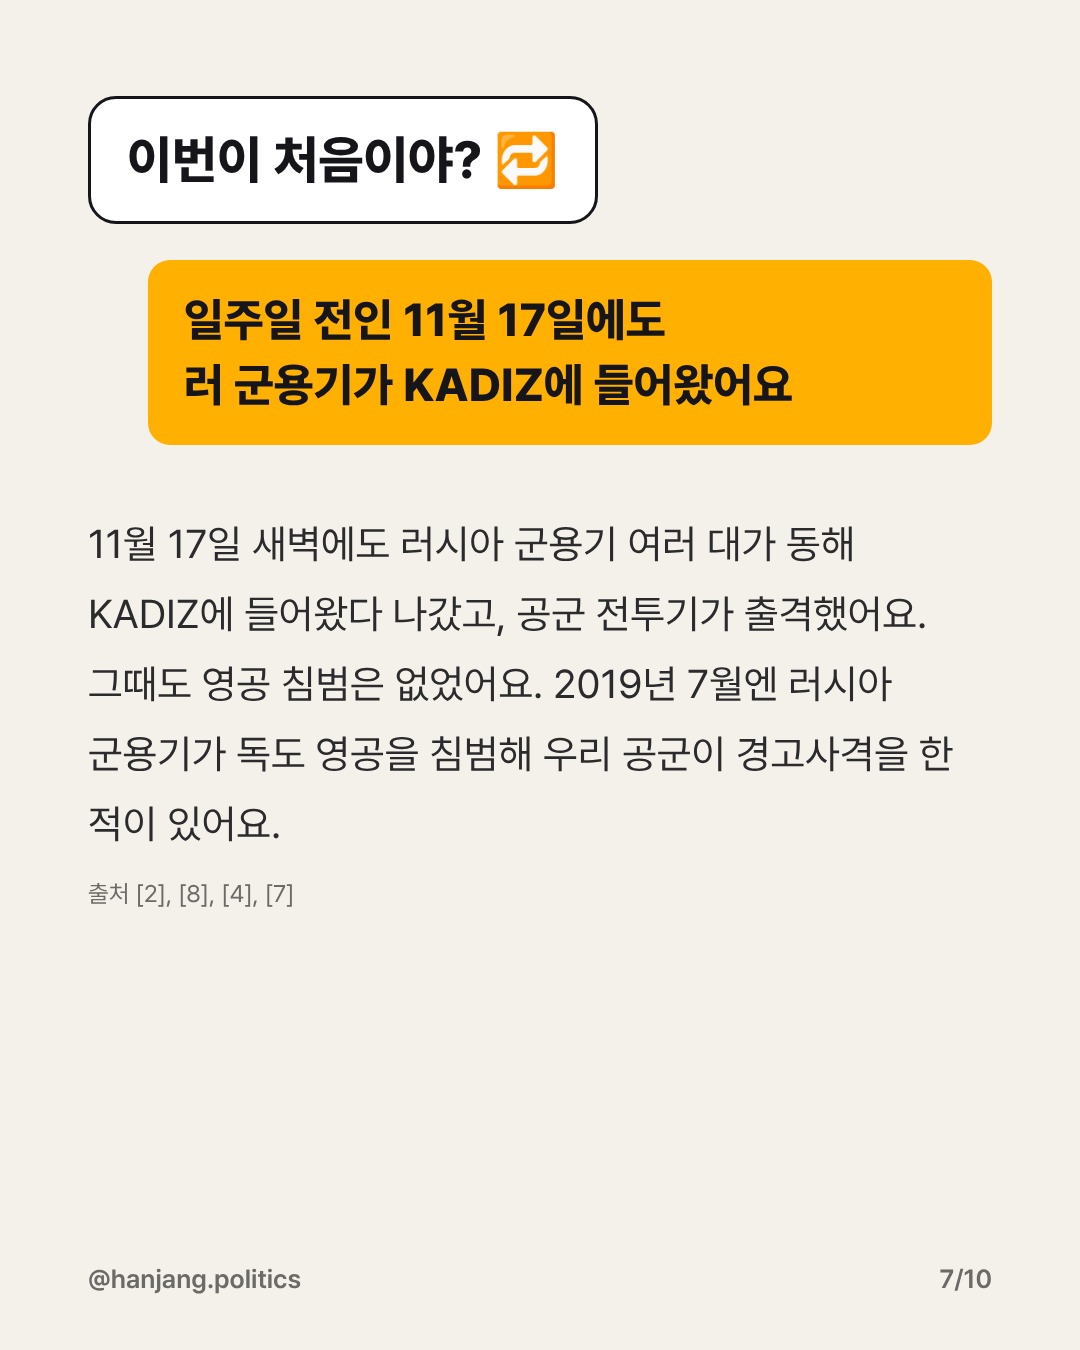 이번이 처음이야? 🔁
일주일 전인 11월 17일에도
러 군용기가 KADIZ에 들어왔어요
11월 17일 새벽에도 러시아 군용기 여러 대가 동해
KADIZ에 들어왔다 나갔고, 공군 전투기가 출격했어요.
그때도 영공 침범은 없었어요. 2019년 7월엔 러시아
군용기가 독도 영공을 침범해 우리 공군이 경고사격을 한
적이 있어요.
출처 [2], [8], [4], [7]
@hanjang.politics
7/10